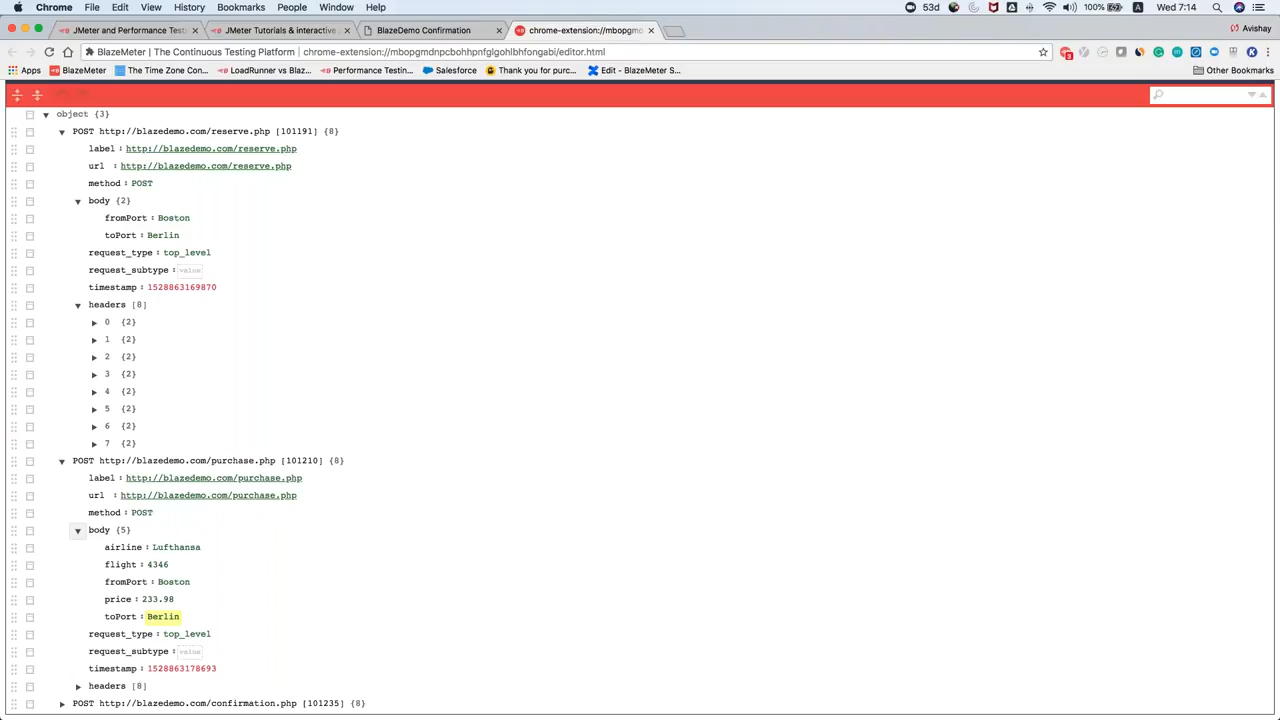 Chrome File Edit View History Bookmarks People Window Help 53d 100% Wed 7:14 Avishay
JMeter and Performance Test JMeter Tutorials & interactive BlazeDemo Confirmation chrome-extension://mbopgmd Avishay
BlazeMeter | The Continuous Testing Platform chrome-extension://mbopgmdnpcbohhpnfglgohlbhfongabi/editor.html
Apps BlazeMeter The Time Zone Con... LoadRunner vs Blaz... Performance Testin... Salesforce Thank you for purc... Edit - BlazeMeter S... Other Bookmarks
object {3}
POST http://blazedemo.com/reserve.php [101191] {8}
label : http://blazedemo.com/reserve.php
url : http://blazedemo.com/reserve.php
method : POST
body {2}
fromPort : Boston
toPort : Berlin
request_type : top_level
request_subtype : value
timestamp : 1528863169870
headers [8]
0 {2}
1 {2}
2 {2}
3 {2}
4 {2}
5 {2}
6 {2}
7 {2}
POST http://blazedemo.com/purchase.php [101210] {8}
label : http://blazedemo.com/purchase.php
url : http://blazedemo.com/purchase.php
method : POST
body {5}
airline : Lufthansa
flight : 4346
fromPort : Boston
price : 233.98
toPort : Berlin
request_type : top_level
request_subtype : value
timestamp : 1528863178693
headers [8]
POST http://blazedemo.com/confirmation.php [101235] {8}